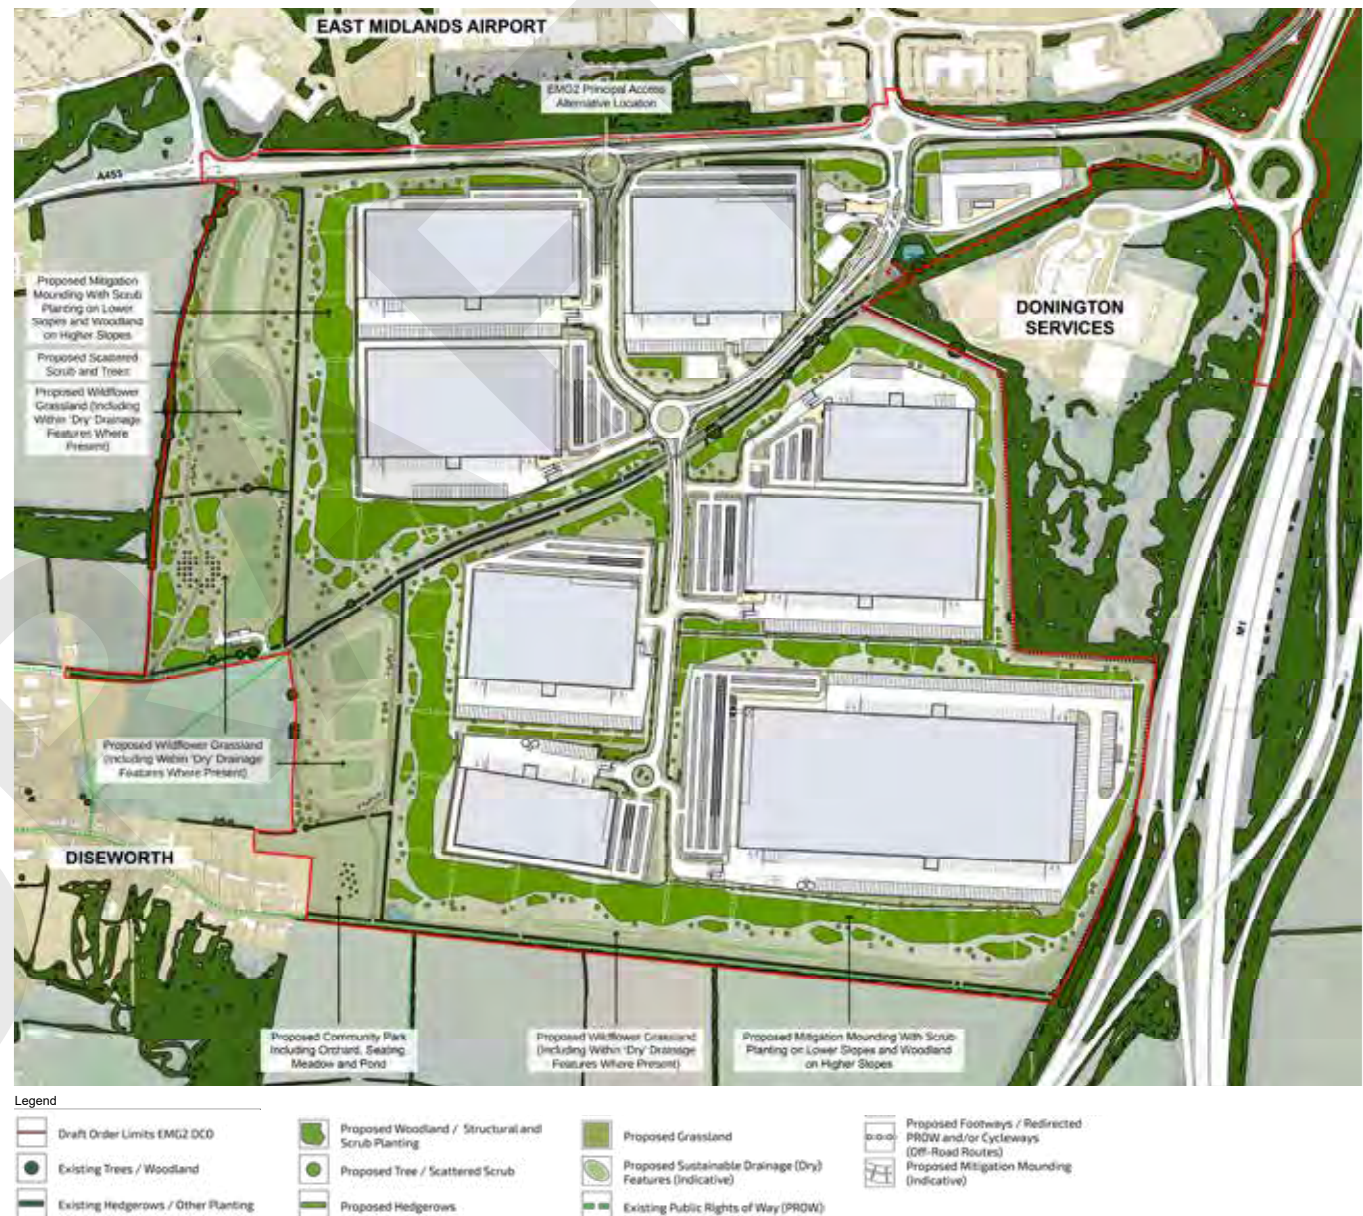 EAST MIDLANDS AIRPORT
EMG2 Principal Access
Alternative Location
A453
Proposed Mitigation
Mounding With Scrub
Planting on Lower
Slopes and Woodland
on Higher Slopes
Proposed Scattered
Scrub and Trees
Proposed Wildflower
Grassland (Including
Within 'Dry' Drainage
Features Where
Present)
DONINGTON
SERVICES
M1
Proposed Wildflower Grassland
(Including Within 'Dry' Drainage
Features Where Present)
DISEWORTH
Proposed Community Park
Including Orchard, Seating,
Meadow and Pond
Proposed Wildflower Grassland
(Including Within 'Dry' Drainage
Features Where Present)
Proposed Mitigation Mounding With Scrub
Planting on Lower Slopes and Woodland
on Higher Slopes
Legend
Draft Order Limits EMG2 DCO
Existing Trees / Woodland
Existing Hedgerows / Other Planting
Proposed Woodland / Structural and
Scrub Planting
Proposed Tree / Scattered Scrub
Proposed Hedgerows
Proposed Grassland
Proposed Sustainable Drainage (Dry)
Features (Indicative)
Existing Public Rights of Way (PROW)
Proposed Footways / Redirected
PROW and/or Cycleways
(Off-Road Routes)
Proposed Mitigation Mounding
(Indicative)